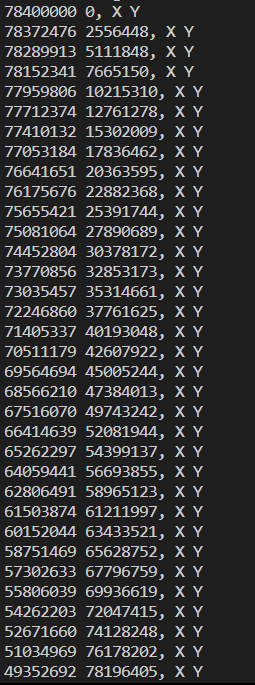 78400000 0, X Y
78372476 2556448, X Y
78289913 5111848, X Y
78152341 7665150, X Y
77959806 10215310, X Y
77712374 12761278, X Y
77410132 15302009, X Y
77053184 17836462, X Y
76641651 20363595, X Y
76175676 22882368, X Y
75655421 25391744, X Y
75081064 27890689, X Y
74452804 30378172, X Y
73770856 32853173, X Y
73035457 35314661, X Y
72246860 37761625, X Y
71405337 40193048, X Y
70511179 42607922, X Y
69564694 45005244, X Y
68566210 47384013, X Y
67516070 49743242, X Y
66414639 52081944, X Y
65262297 54399137, X Y
64059441 56693855, X Y
62806491 58965123, X Y
61503874 61211997, X Y
60152044 63433521, X Y
58751469 65628752, X Y
57302633 67796759, X Y
55806039 69936619, X Y
54262203 72047415, X Y
52671660 74128248, X Y
51034969 76178202, X Y
49352692 78196405, X Y